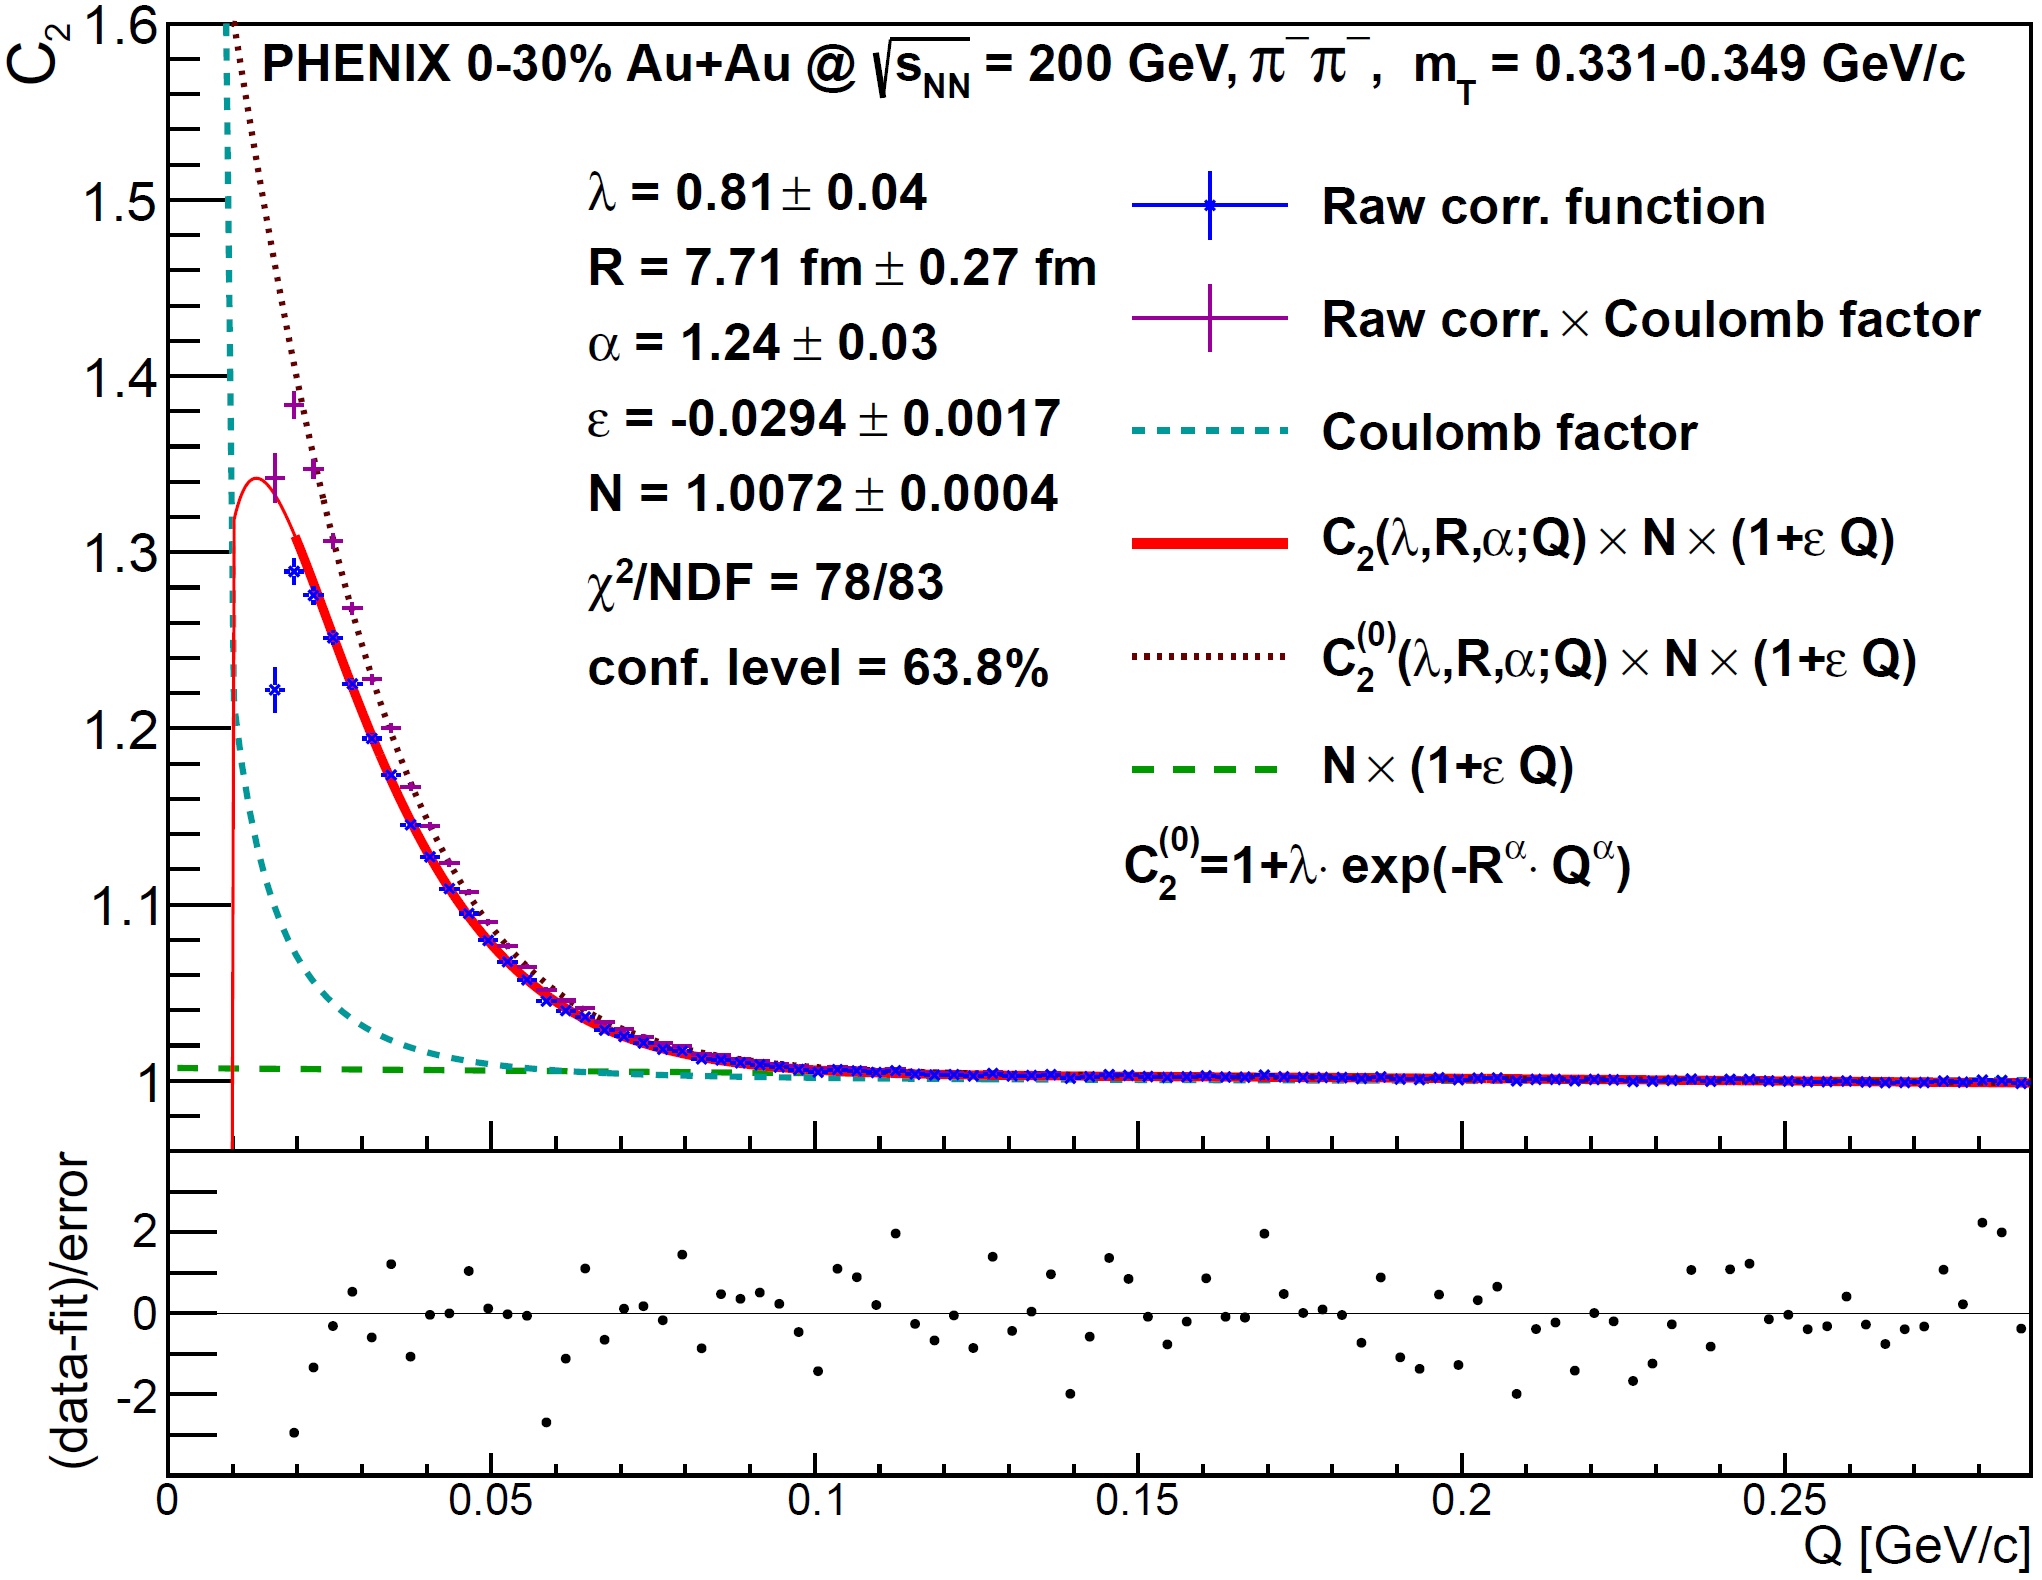 C₂
1.6
1.5
1.4
1.3
1.2
1.1
1
PHENIX 0-30% Au+Au @ √sNN = 200 GeV, π⁻π⁻, mT = 0.331-0.349 GeV/c
λ = 0.81 ± 0.04
R = 7.71 fm ± 0.27 fm
α = 1.24 ± 0.03
ε = -0.0294 ± 0.0017
N = 1.0072 ± 0.0004
χ²/NDF = 78/83
conf. level = 63.8%
Raw corr. function
Raw corr. × Coulomb factor
Coulomb factor
C₂(λ,R,α;Q) × N × (1+ε Q)
C₂⁽⁰⁾(λ,R,α;Q) × N × (1+ε Q)
N × (1+ε Q)
C₂⁽⁰⁾=1+λ· exp(-Rᵅ· Qᵅ)
(data-fit)/error
2
0
-2
0 0.05 0.1 0.15 0.2 0.25
Q [GeV/c]